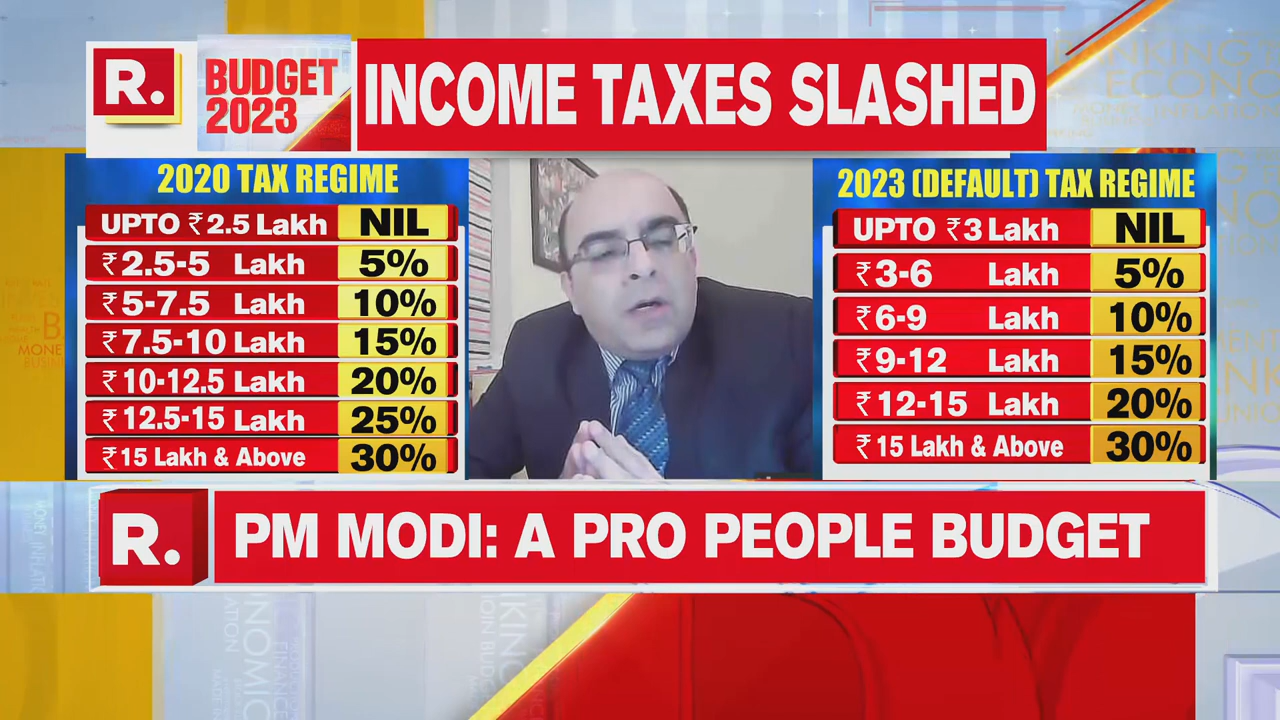 R.
BUDGET
2023
INCOME TAXES SLASHED
2020 TAX REGIME
UPTO ₹2.5 Lakh NIL
₹2.5-5 Lakh 5%
₹5-7.5 Lakh 10%
₹7.5-10 Lakh 15%
₹10-12.5 Lakh 20%
₹12.5-15 Lakh 25%
₹15 Lakh & Above 30%
2023 (DEFAULT) TAX REGIME
UPTO ₹3 Lakh NIL
₹3-6 Lakh 5%
₹6-9 Lakh 10%
₹9-12 Lakh 15%
₹12-15 Lakh 20%
₹15 Lakh & Above 30%
R.
PM MODI: A PRO PEOPLE BUDGET